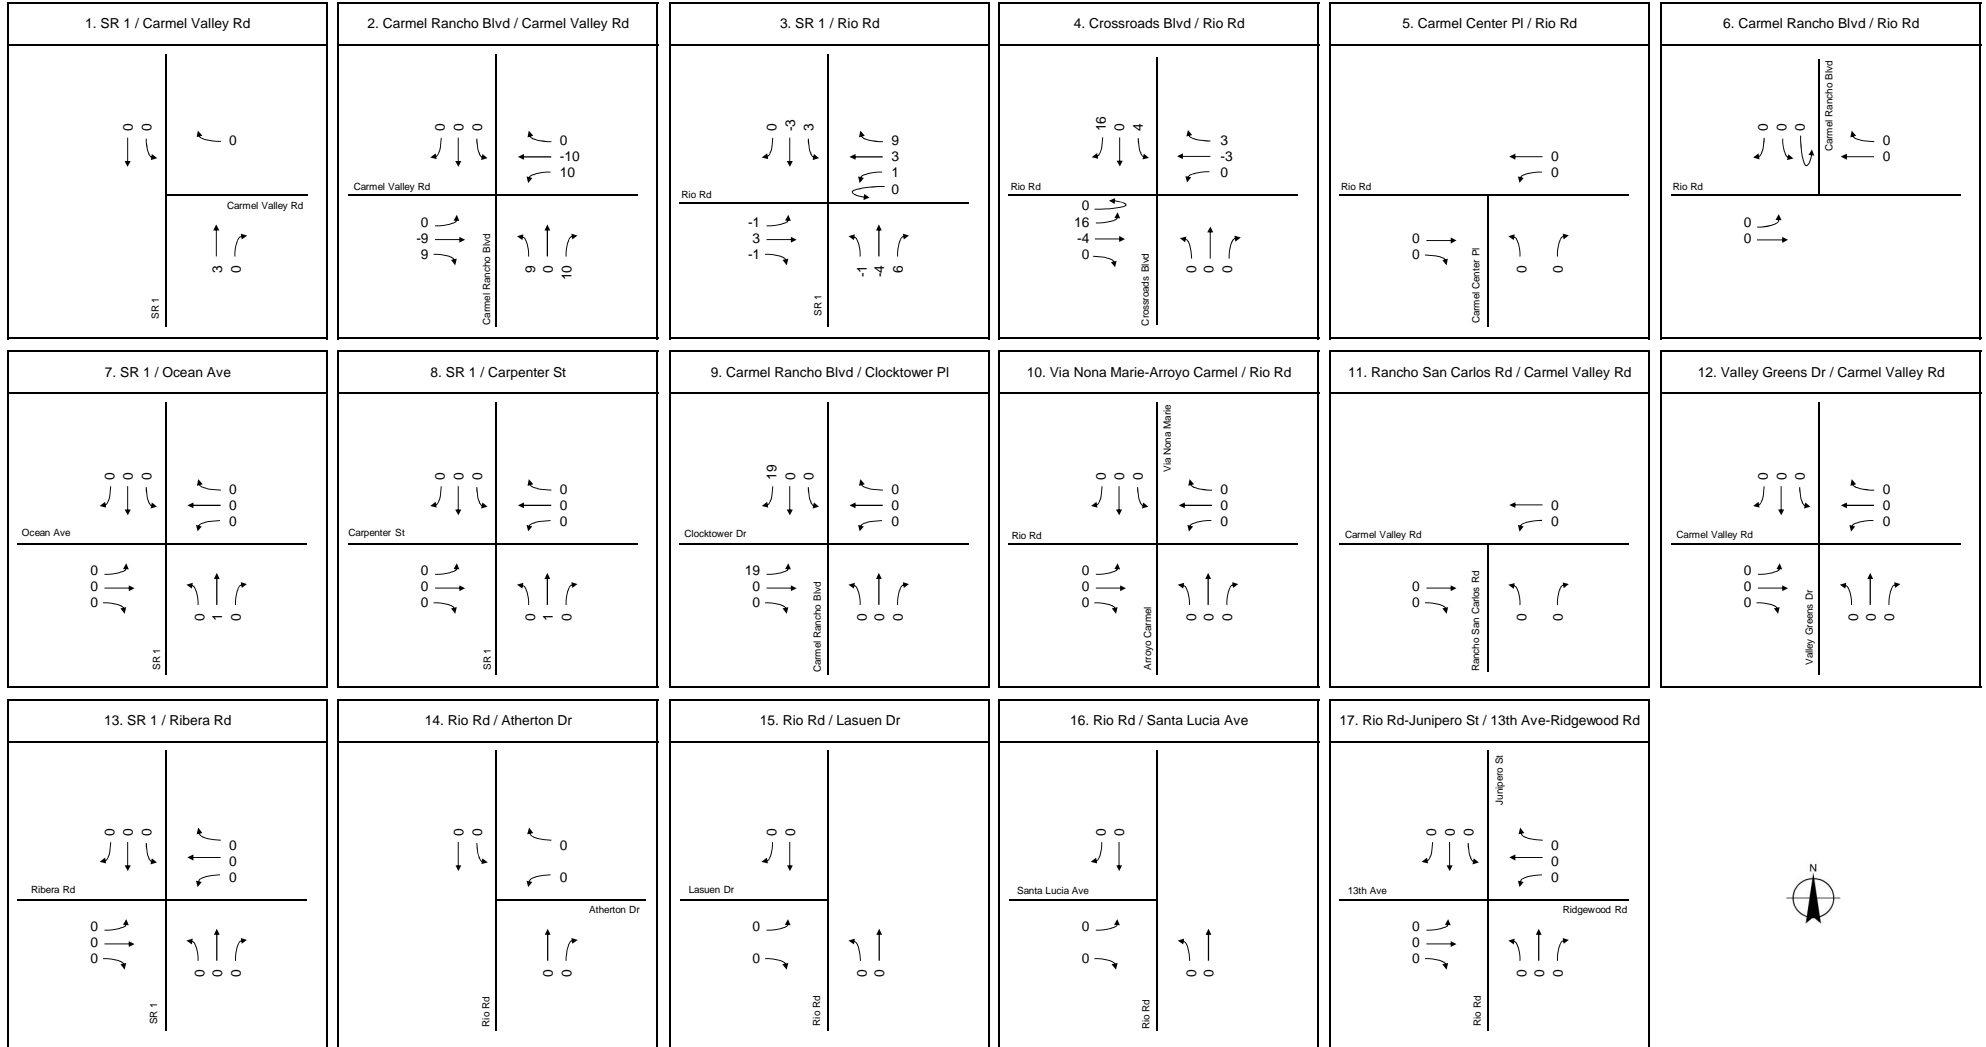 1. SR 1 / Carmel Valley Rd
0 0
0
Carmel Valley Rd
3 0
SR 1
2. Carmel Rancho Blvd / Carmel Valley Rd
0 0 0
0
-10
10
Carmel Valley Rd
0
-9
9
Carmel Rancho Blvd
9 0 10
3. SR 1 / Rio Rd
0 -3 3
9
3
1
0
Rio Rd
-1
3
-1
-1 -4 6
SR 1
4. Crossroads Blvd / Rio Rd
16 0 4
3
-3
0
Rio Rd
0
16
-4
0
Crossroads Blvd
0 0 0
5. Carmel Center Pl / Rio Rd
0
0
Rio Rd
0
0
Carmel Center Pl
0 0
6. Carmel Rancho Blvd / Rio Rd
Carmel Rancho Blvd
0 0 0
0
0
Rio Rd
0
0
7. SR 1 / Ocean Ave
0 0 0
0
0
0
Ocean Ave
0
0
0
0 1 0
SR 1
8. SR 1 / Carpenter St
0 0 0
0
0
0
Carpenter St
0
0
0
0 1 0
SR 1
9. Carmel Rancho Blvd / Clocktower Pl
19 0 0
0
0
0
Clocktower Dr
19
0
0
Carmel Rancho Blvd
0 0 0
10. Via Nona Marie-Arroyo Carmel / Rio Rd
Via Nona Marie
0 0 0
0
0
0
Rio Rd
0
0
0
Arroyo Carmel
0 0 0
11. Rancho San Carlos Rd / Carmel Valley Rd
0
0
Carmel Valley Rd
0
0
Rancho San Carlos Rd
0 0
12. Valley Greens Dr / Carmel Valley Rd
0 0 0
0
0
0
Carmel Valley Rd
0
0
0
Valley Greens Dr
0 0 0
13. SR 1 / Ribera Rd
0 0 0
0
0
0
Ribera Rd
0
0
0
0 0 0
SR 1
14. Rio Rd / Atherton Dr
0 0
0
0
Atherton Dr
0 0
Rio Rd
15. Rio Rd / Lasuen Dr
0 0
Lasuen Dr
0
0
0 0
Rio Rd
16. Rio Rd / Santa Lucia Ave
0 0
Santa Lucia Ave
0
0
0 0
Rio Rd
17. Rio Rd-Junipero St / 13th Ave-Ridgewood Rd
Junipero St
0 0 0
0
0
0
13th Ave
Ridgewood Rd
0
0
0
0 0 0
Rio Rd
N